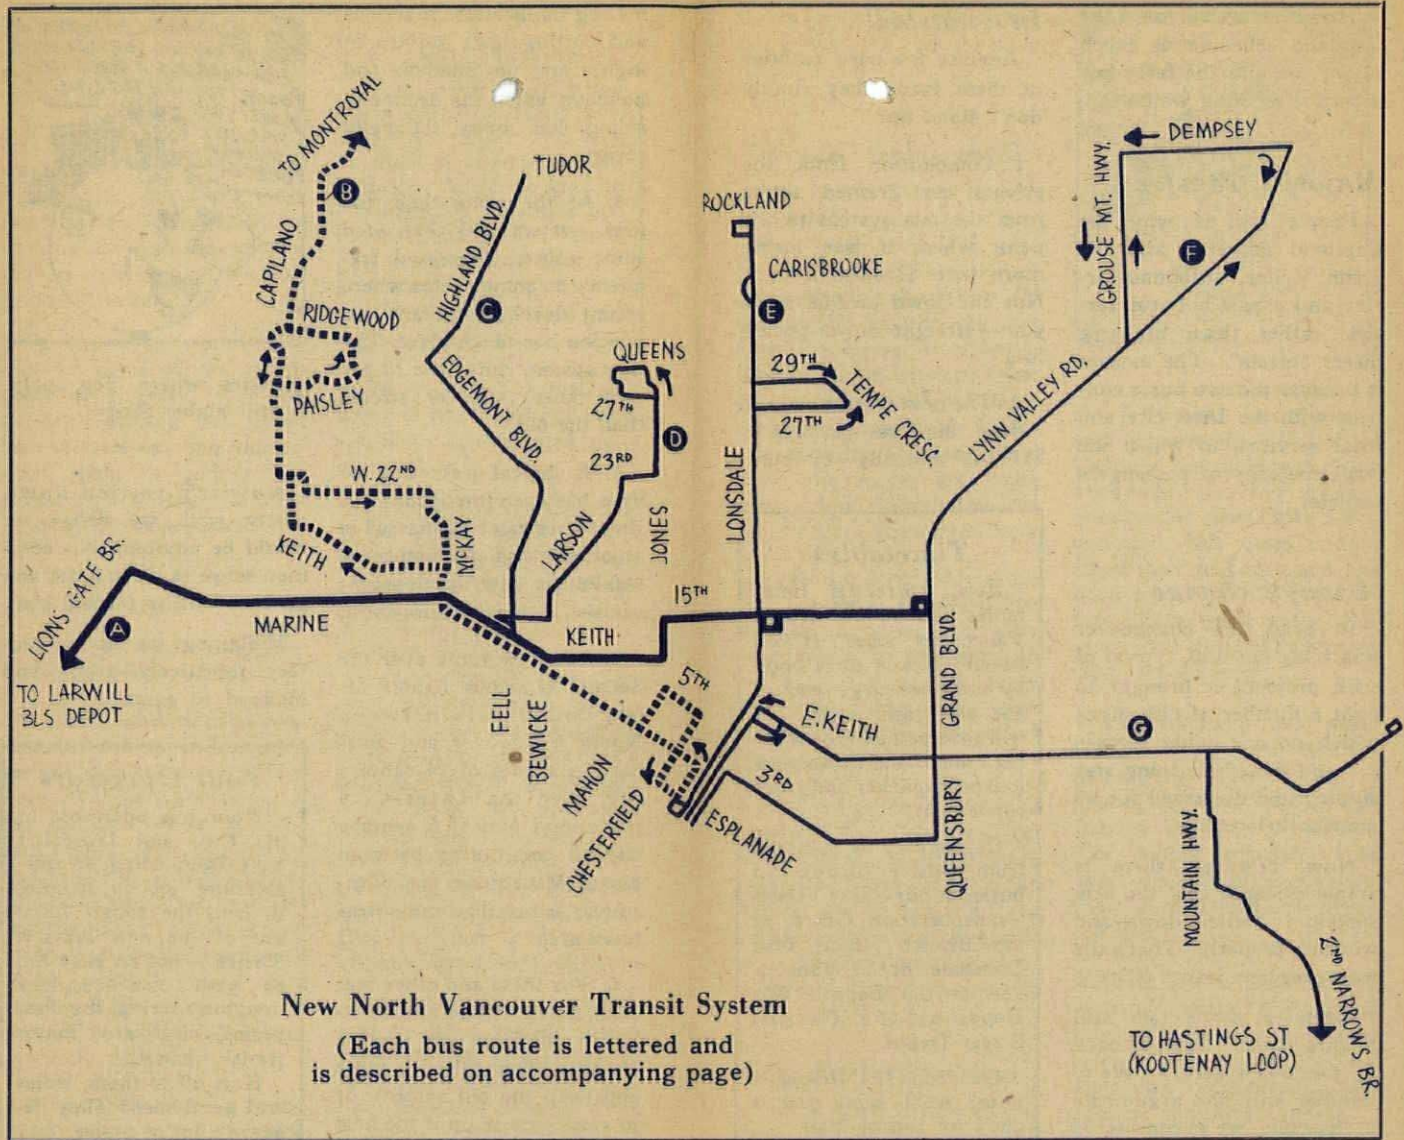 TO MONTROYAL
B
CAPILANO
RIDGEWOOD
PAISLEY
W. 22ND
KEITH
McKAY
LIONS GATE BR.
A
MARINE
TO LARWILL
3LS DEPOT
TUDOR
HIGHLAND BLVD.
C
EDGEMONT BLVD.
QUEENS
27TH
D
23RD
LARSON
JONES
15TH
KEITH
FELL
BEWICKE
MAHON
CHESTERFIELD
5TH
ESPLANADE
ROCKLAND
CARISBROOKE
E
29TH
27TH
TEMPE CRESC.
LONSDALE
E. KEITH
3RD
DEMPSEY
GROUSE MT. HWY.
F
LYNN VALLEY RD.
GRAND BLVD.
QUEENSBURY
G
MOUNTAIN HWY.
2ND NARROWS BR.
TO HASTINGS ST
(KOOTENAY LOOP)
New North Vancouver Transit System
(Each bus route is lettered and
is described on accompanying page)